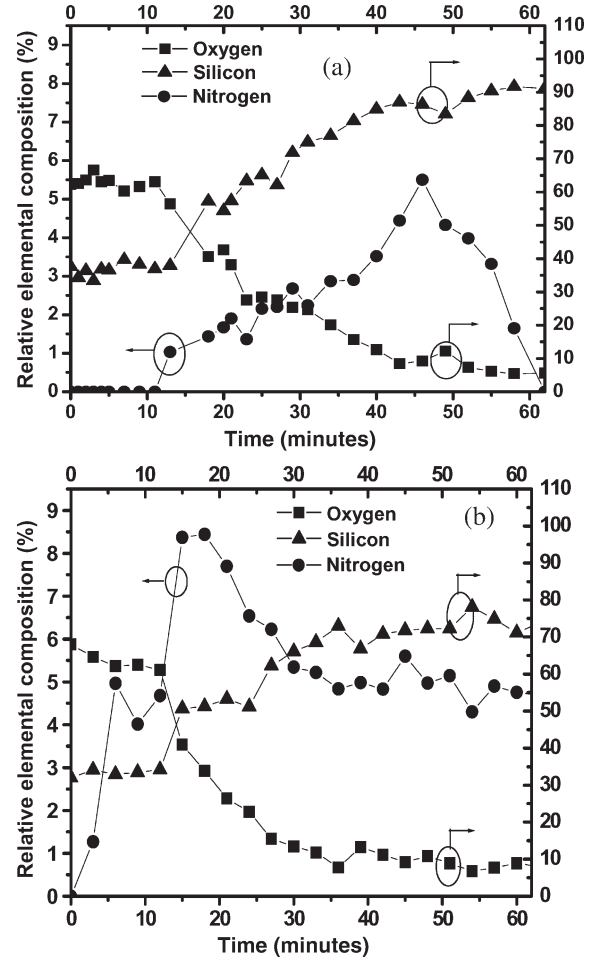 0 10 20 30 40 50 60
Relative elemental composition (%)
9
8
7
6
5
4
3
2
1
0
Oxygen
Silicon
Nitrogen
(a)
110
100
90
80
70
60
50
40
30
20
10
0
0 10 20 30 40 50 60
Time (minutes)
0 10 20 30 40 50 60
Relative elemental composition (%)
9
8
7
6
5
4
3
2
1
0
Oxygen
Silicon
Nitrogen
(b)
110
100
90
80
70
60
50
40
30
20
10
0
0 10 20 30 40 50 60
Time (minutes)